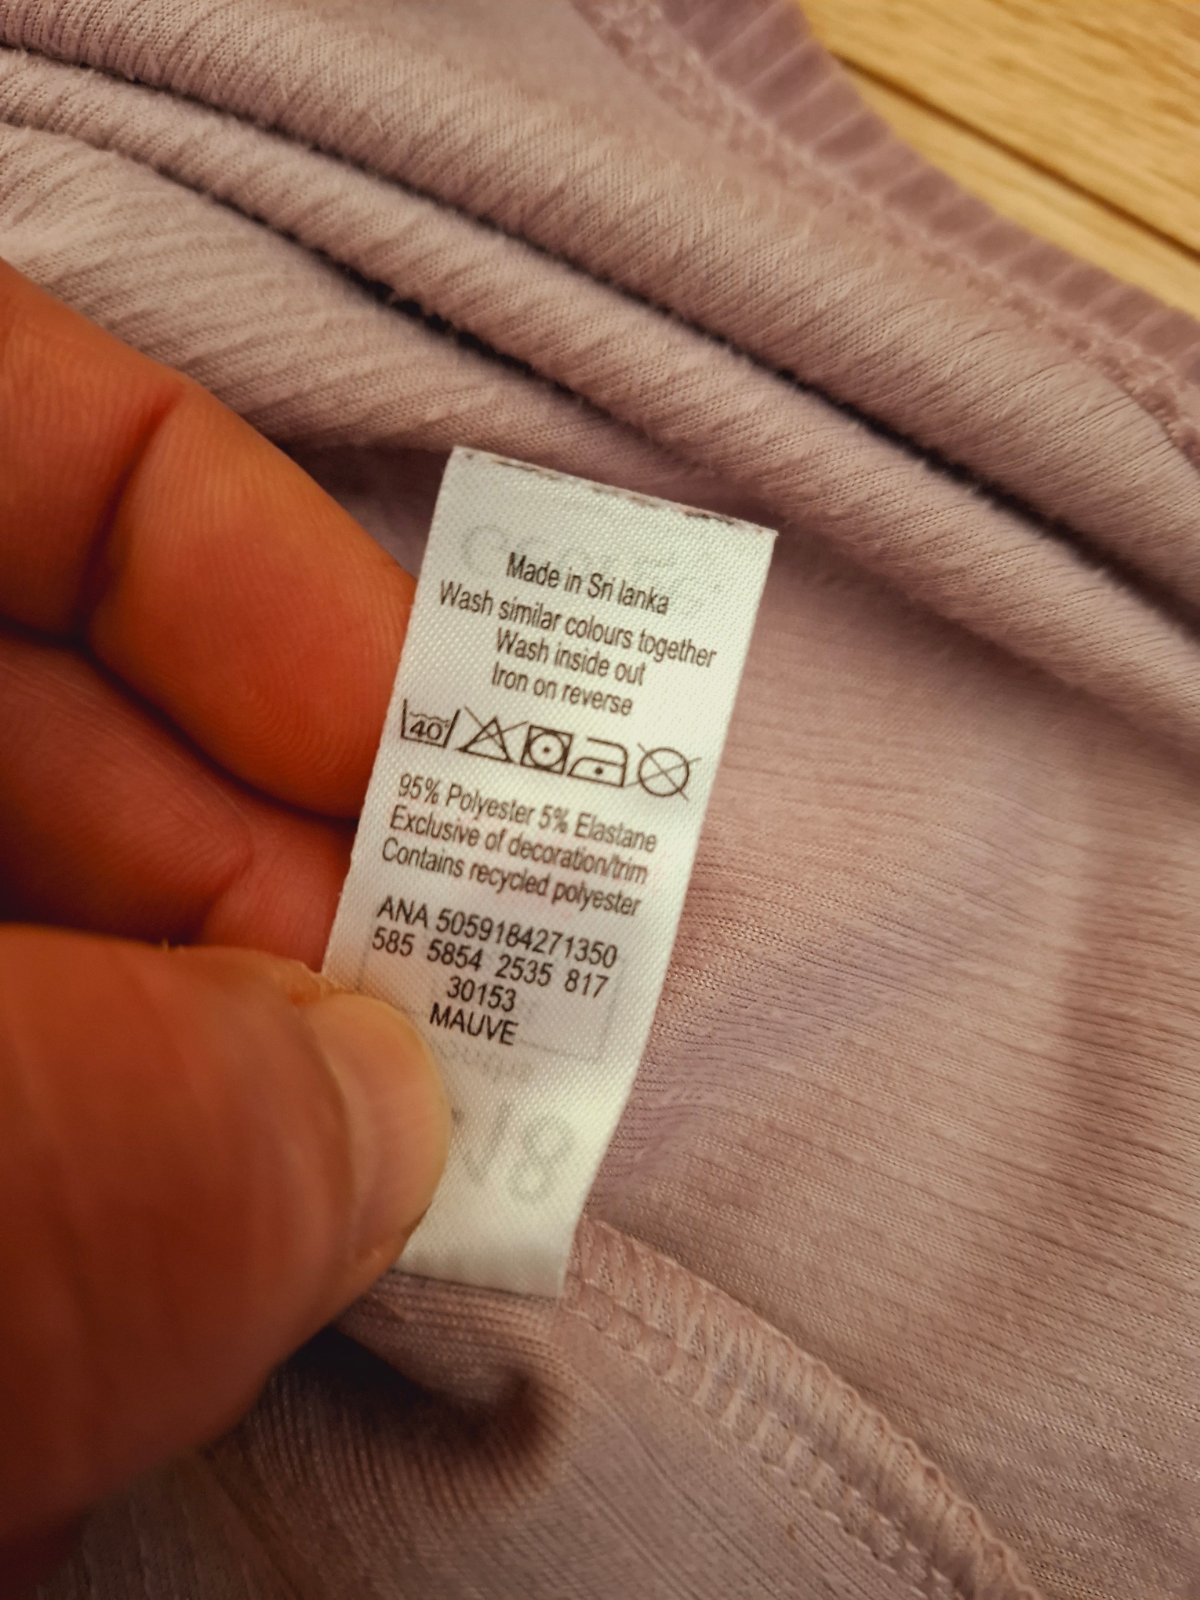 Made in Sri lanka
Wash similar colours together
Wash inside out
Iron on reverse
40
95% Polyester 5% Elastane
Exclusive of decoration/trim
Contains recycled polyester
ANA 5059184271350
585 5854 2535 817
30153
MAUVE